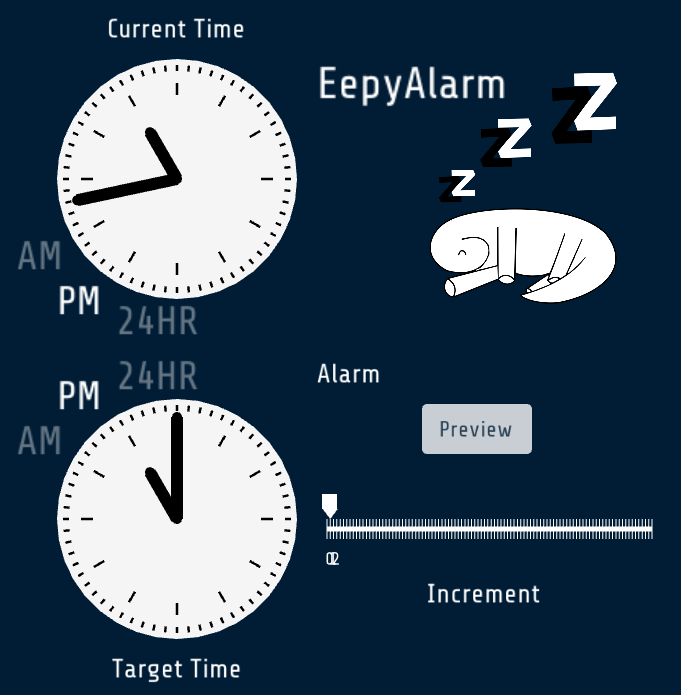 Current Time
EepyAlarm
Z
Z
Z
AM
PM
24HR
24HR
PM
AM
Alarm
Preview
Increment
Target Time